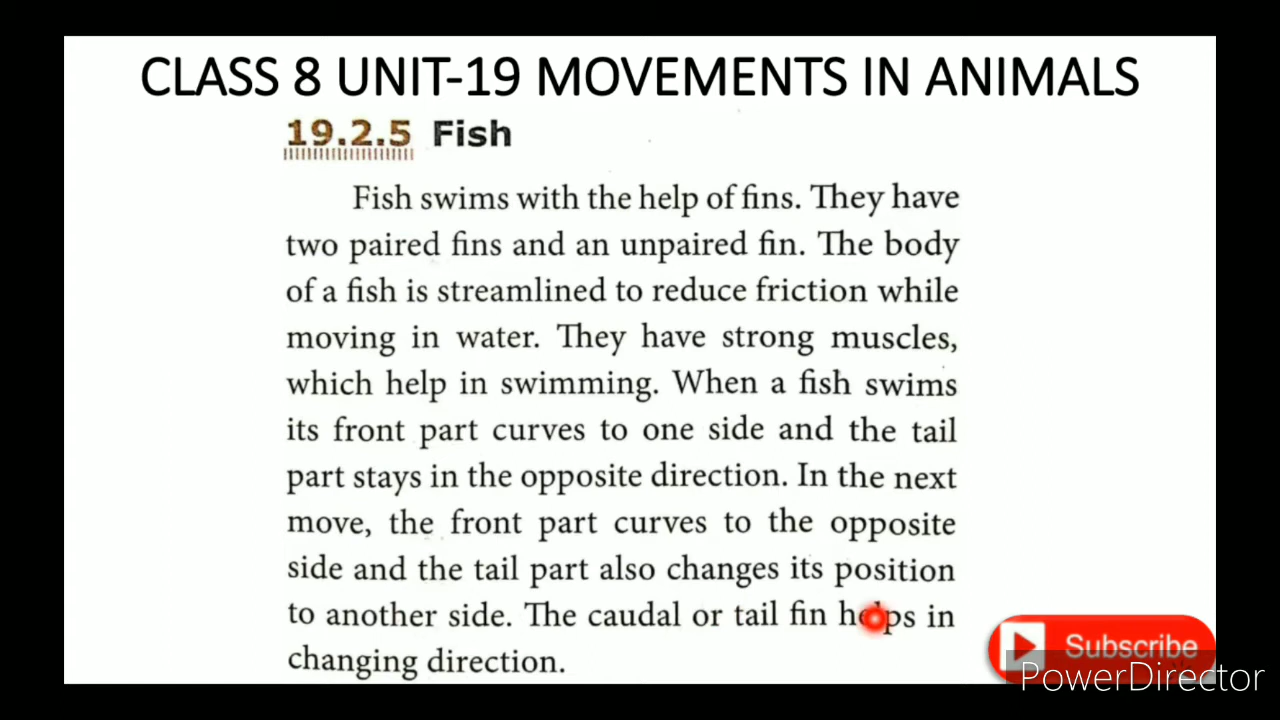 CLASS 8 UNIT-19 MOVEMENTS IN ANIMALS
19.2.5 Fish
Fish swims with the help of fins. They have
two paired fins and an unpaired fin. The body
of a fish is streamlined to reduce friction while
moving in water. They have strong muscles,
which help in swimming. When a fish swims
its front part curves to one side and the tail
part stays in the opposite direction. In the next
move, the front part curves to the opposite
side and the tail part also changes its position
to another side. The caudal or tail fin helps in
changing direction.
Subscribe
PowerDirector